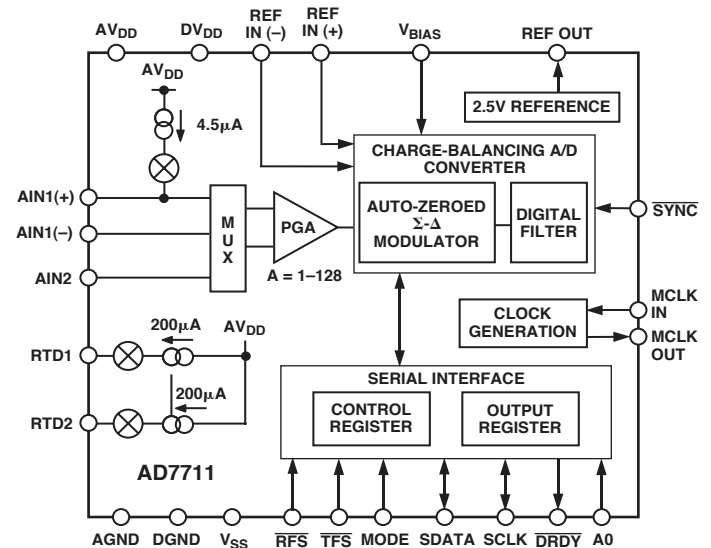 AVDD
DVDD
REF
IN (–)
REF
IN (+)
VBIAS
REF OUT
AVDD
4.5μA
2.5V REFERENCE
CHARGE-BALANCING A/D
CONVERTER
AUTO-ZEROED
Σ-Δ
MODULATOR
DIGITAL
FILTER
AIN1(+)
AIN1(–)
AIN2
M
U
X
PGA
A = 1–128
SYNC
MCLK
IN
MCLK
OUT
CLOCK
GENERATION
200μA
AVDD
RTD1
200μA
RTD2
SERIAL INTERFACE
CONTROL
REGISTER
OUTPUT
REGISTER
AD7711
AGND
DGND
VSS
RFS
TFS
MODE
SDATA
SCLK
DRDY
A0